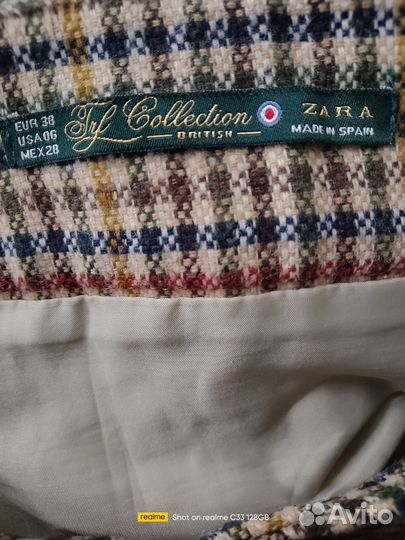 EUR 38
USA 06
MEX 28
Trf Collection
BRITISH
ZARA
MADE IN SPAIN
realme
Shot on realme C33 128GB
Avito